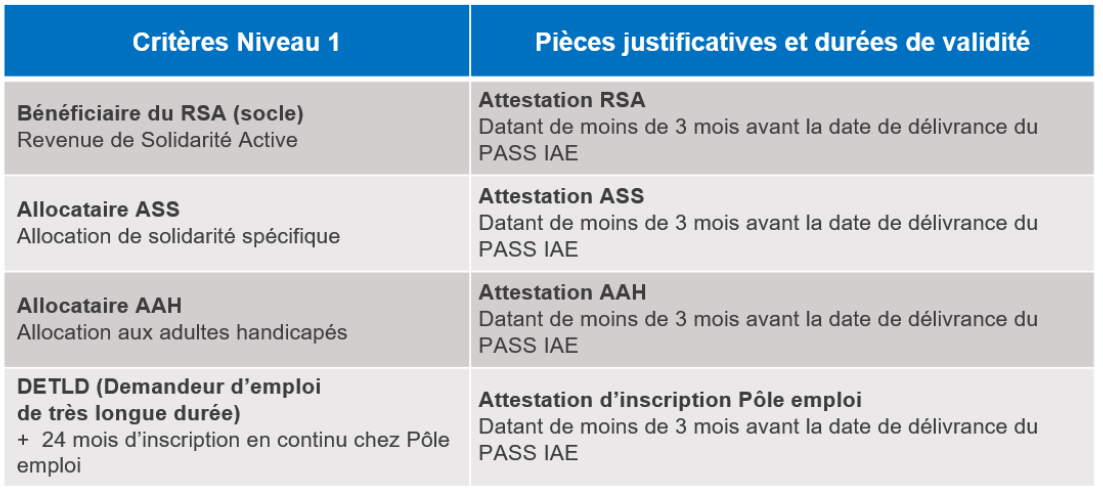 Critères Niveau 1
Pièces justificatives et durées de validité
Bénéficiaire du RSA (socle)
Revenue de Solidarité Active
Attestation RSA
Datant de moins de 3 mois avant la date de délivrance du
PASS IAE
Allocataire ASS
Allocation de solidarité spécifique
Attestation ASS
Datant de moins de 3 mois avant la date de délivrance du
PASS IAE
Allocataire AAH
Allocation aux adultes handicapés
Attestation AAH
Datant de moins de 3 mois avant la date de délivrance du
PASS IAE
DETLD (Demandeur d’emploi
de très longue durée)
+ 24 mois d’inscription en continu chez Pôle
emploi
Attestation d’inscription Pôle emploi
Datant de moins de 3 mois avant la date de délivrance du
PASS IAE